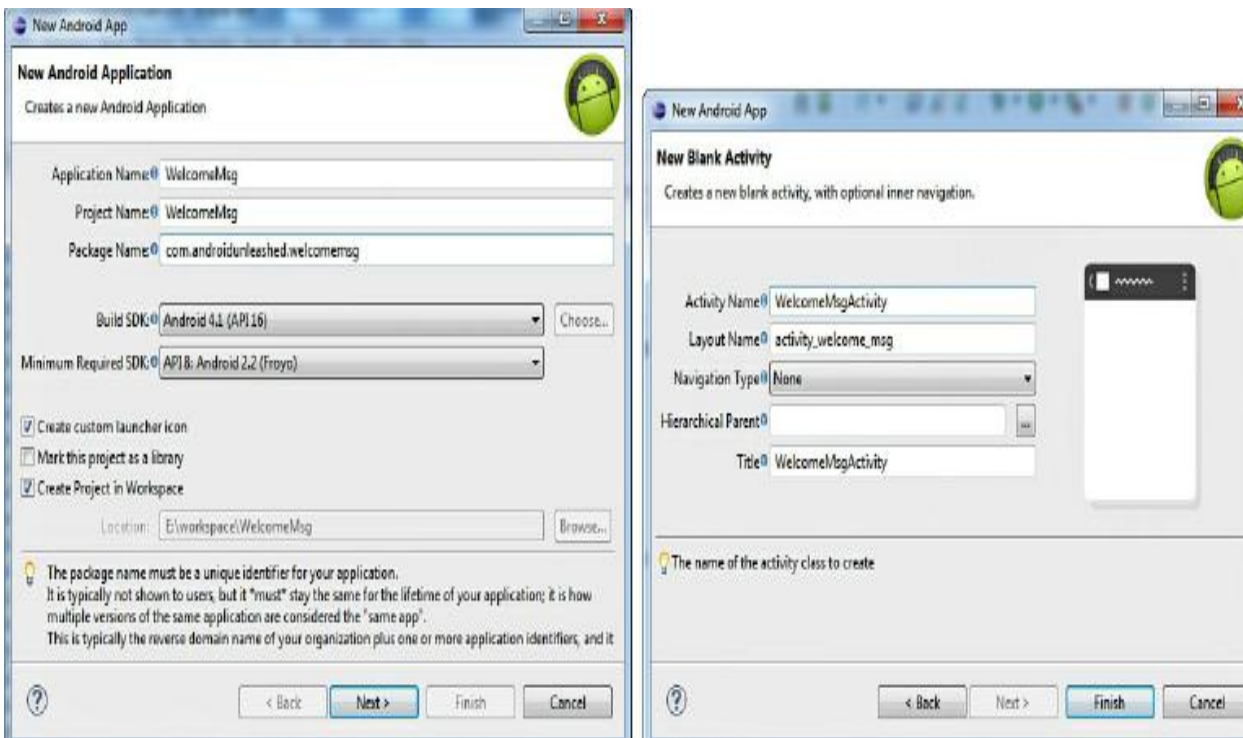 New Android App
New Android Application
Creates a new Android Application
Application Name: WelcomeMsg
Project Name: WelcomeMsg
Package Name: com.androidunleashed.welcomemsg
Build SDK: Android 4.1 (API 16) Choose...
Minimum Required SDK: API 8: Android 2.2 (Froyo)
Create custom launcher icon
Mark this project as a library
Create Project in Workspace
Location: E:\workspace\WelcomeMsg Browse...
The package name must be a unique identifier for your application.
It is typically not shown to users, but it *must* stay the same for the lifetime of your application; it is how
multiple versions of the same application are considered the "same app".
This is typically the reverse domain name of your organization plus one or more application identifiers, and it
? < Back Next > Finish Cancel
New Android App
New Blank Activity
Creates a new blank activity, with optional inner navigation.
Activity Name WelcomeMsgActivity
Layout Name activity_welcome_msg
Navigation Type None
Hierarchical Parent ...
Title WelcomeMsgActivity
The name of the activity class to create
? < Back Next > Finish Cancel